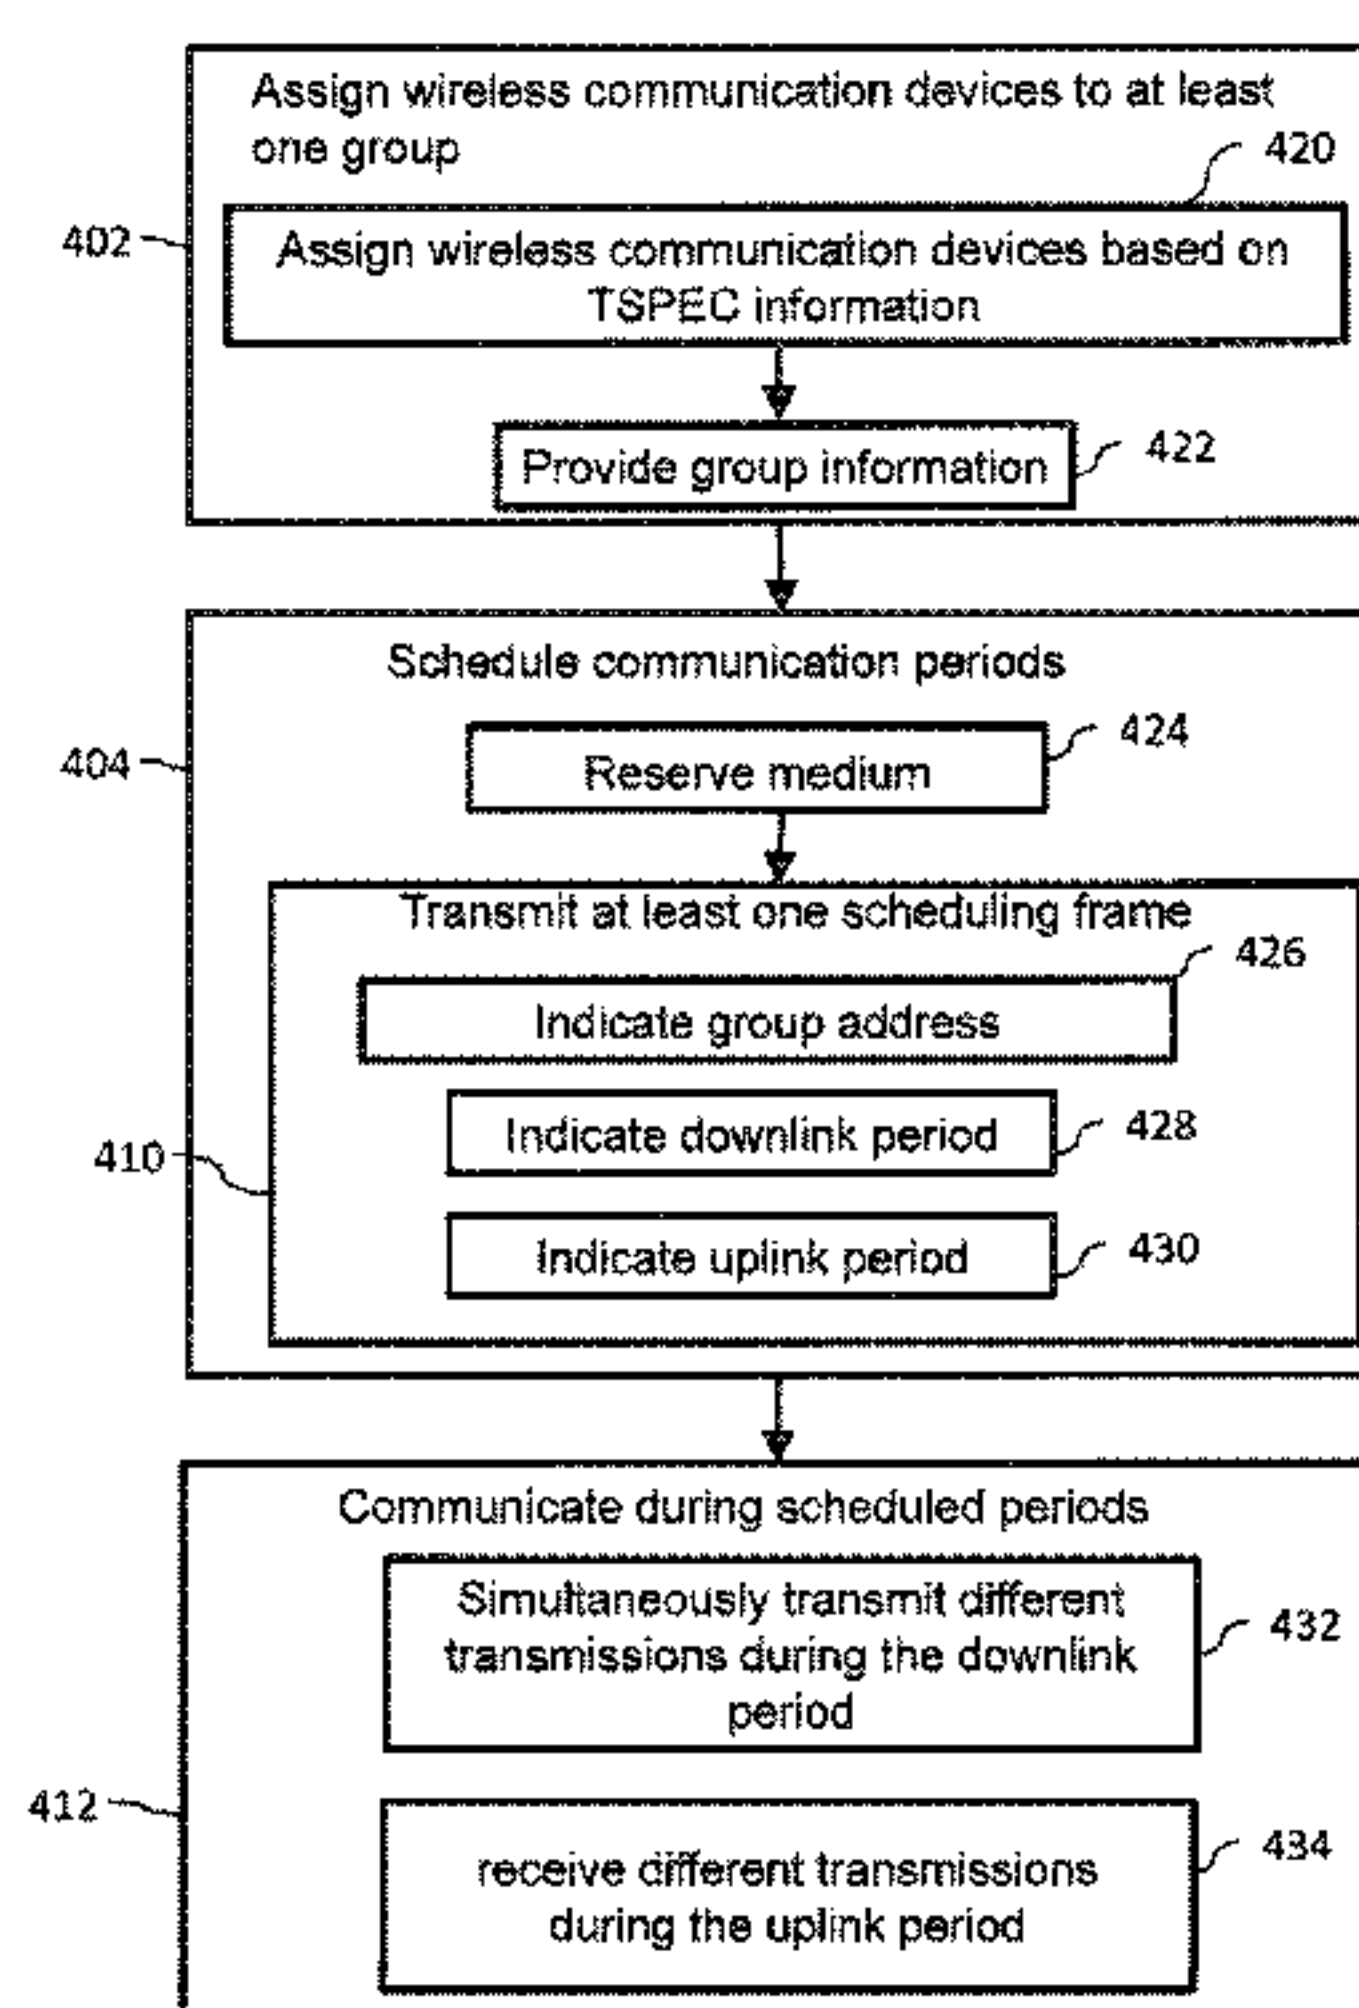 Assign wireless communication devices to at least
one group
420
402
Assign wireless communication devices based on
TSPEC information
Provide group information
422
Schedule communication periods
424
404
Reserve medium
Transmit at least one scheduling frame
426
Indicate group address
Indicate downlink period
428
410
Indicate uplink period
430
Communicate during scheduled periods
Simultaneously transmit different
transmissions during the downlink
period
432
412
receive different transmissions
during the uplink period
434